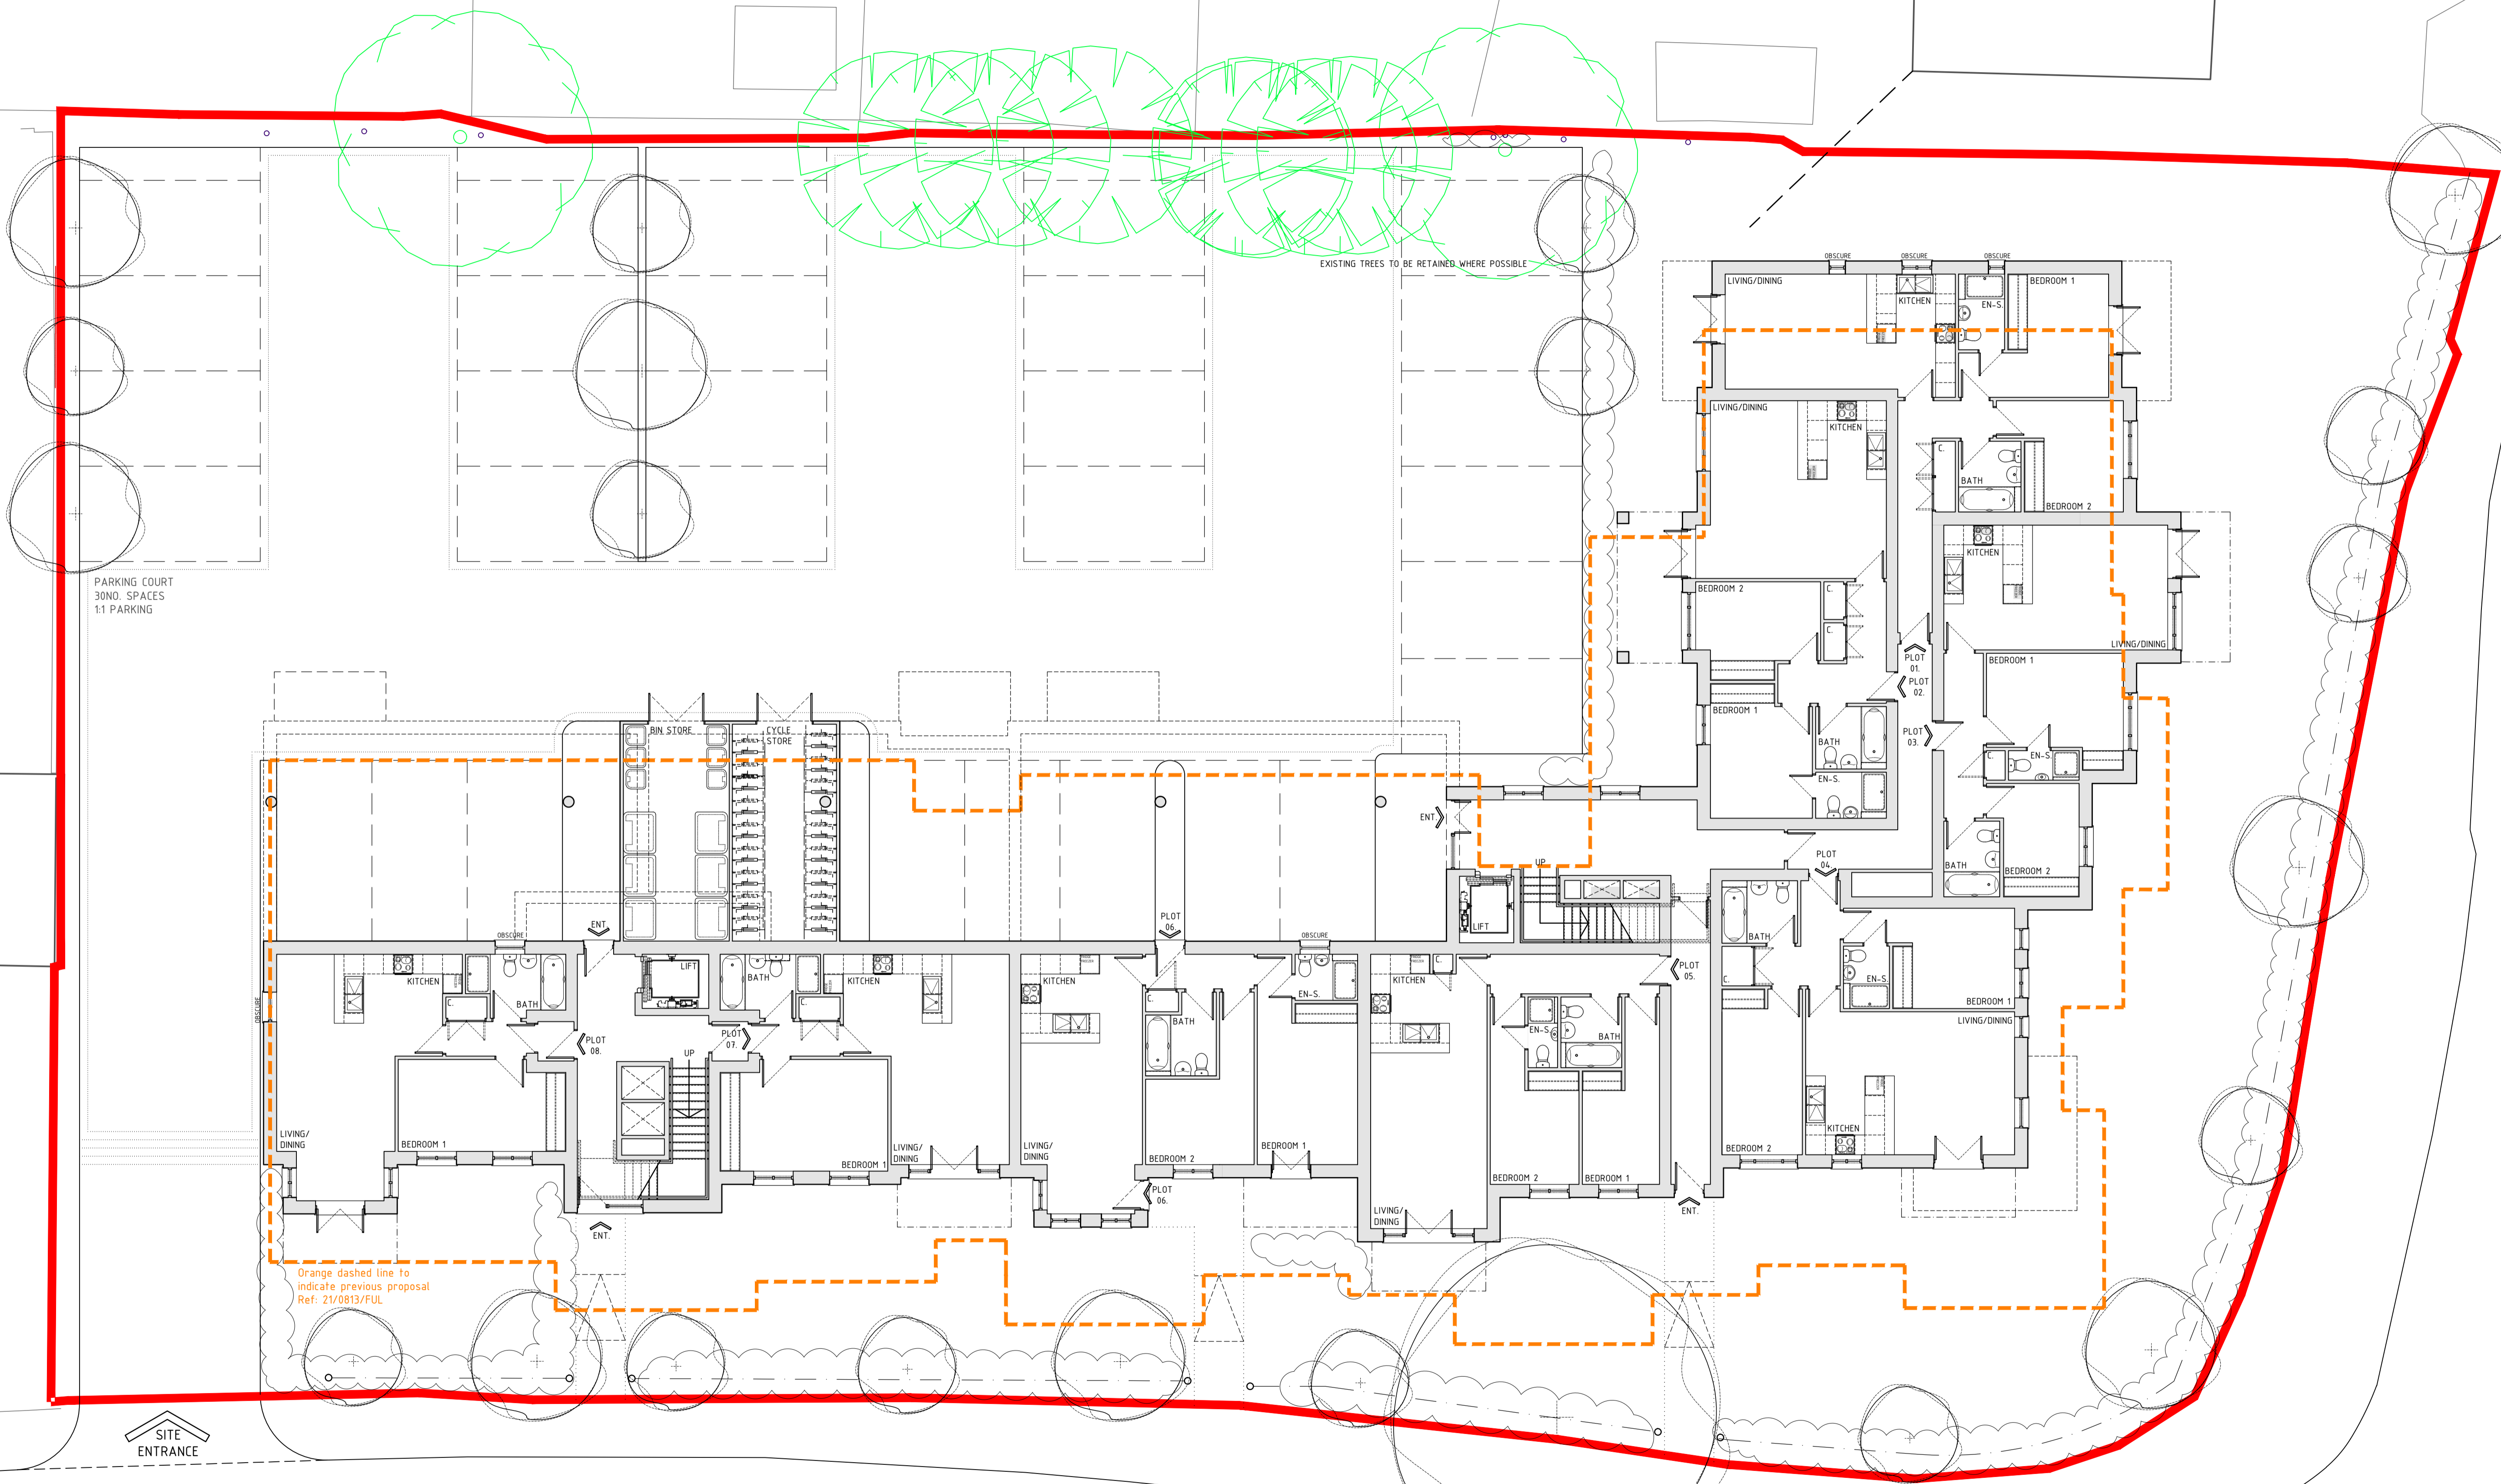 OBSCURE
OBSCURE
OBSCURE
EXISTING TREES TO BE RETAINED WHERE POSSIBLE
LIVING/DINING
KITCHEN
EN-S.
BEDROOM 1
LIVING/DINING
KITCHEN
C.
BATH
BEDROOM 2
KITCHEN
PARKING COURT
30NO. SPACES
1:1 PARKING
BEDROOM 2
C.
C.
LIVING/DINING
PLOT
01.
BEDROOM 1
PLOT
02.
BEDROOM 1
BIN STORE
CYCLE
STORE
PLOT
03.
BATH
EN-S.
C.
EN-S.
ENT.
UP
PLOT
04.
BATH
BEDROOM 2
OBSCURE
ENT.
PLOT
06.
OBSCURE
LIFT
BATH
KITCHEN
BATH
LIFT
BATH
KITCHEN
KITCHEN
EN-S.
KITCHEN
C.
PLOT
05.
C.
EN-S.
BEDROOM 1
OBSCURE
C.
C.
C.
BATH
EN-S.
BATH
LIVING/DINING
PLOT
08.
PLOT
07.
UP
KITCHEN
LIVING/
DINING
BEDROOM 1
BEDROOM 1
LIVING/
DINING
LIVING/
DINING
BEDROOM 2
BEDROOM 1
BEDROOM 2
BEDROOM 1
BEDROOM 2
PLOT
06.
LIVING/
DINING
ENT.
ENT.
Orange dashed line to
indicate previous proposal
Ref: 21/0813/FUL
SITE
ENTRANCE